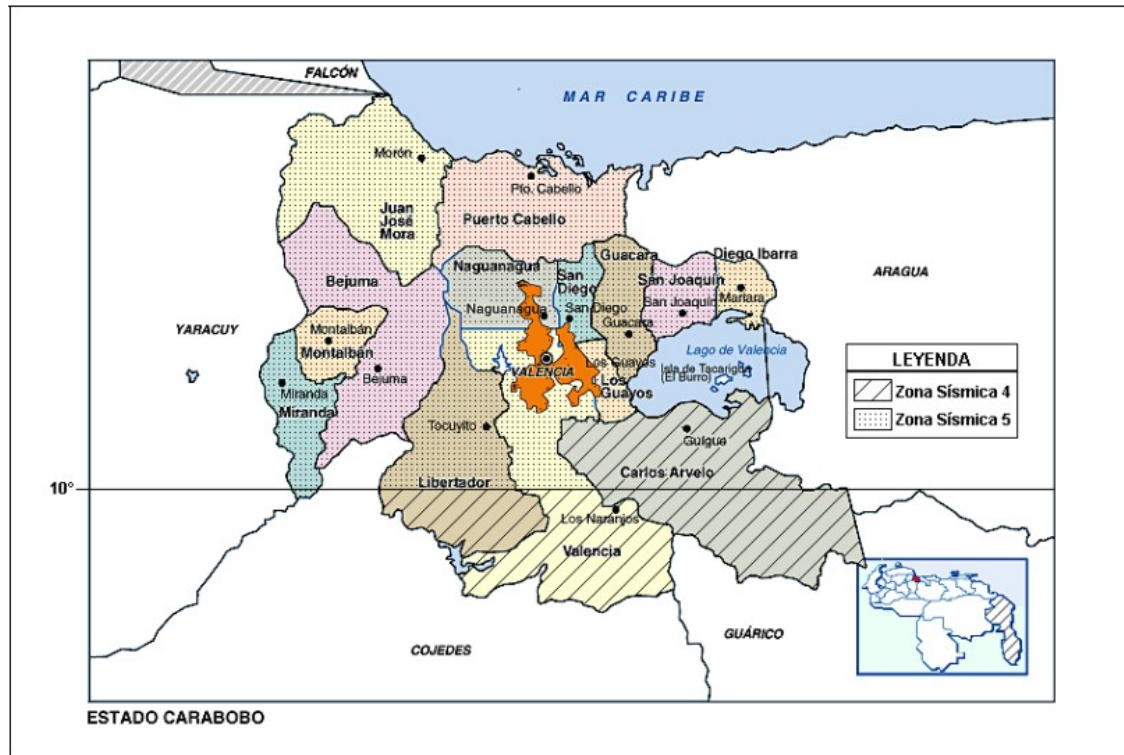 FALCÓN
MAR CARIBE
Morón
Pto. Cabello
Juan
José
Mora
Puerto Cabello
Naguanagua
Guacara
Diego Ibarra
San
Diego
San Joaquín
ARAGUA
Bejuma
Mariara
Naguanagua
San Diego
San Joaquín
Guacara
YARACUY
Montalbán
Montalbán
Lago de Valencia
VALENCIA
Los Guayos
Isla de Tacarigua
(El Burro)
Bejuma
Los
Guayos
Miranda
Miranda
LEYENDA
Zona Sísmica 4
Zona Sísmica 5
Tocuyito
Guigue
Carlos Arvelo
Libertador
10°
Los Naranjos
Valencia
COJEDES
GUÁRICO
ESTADO CARABOBO